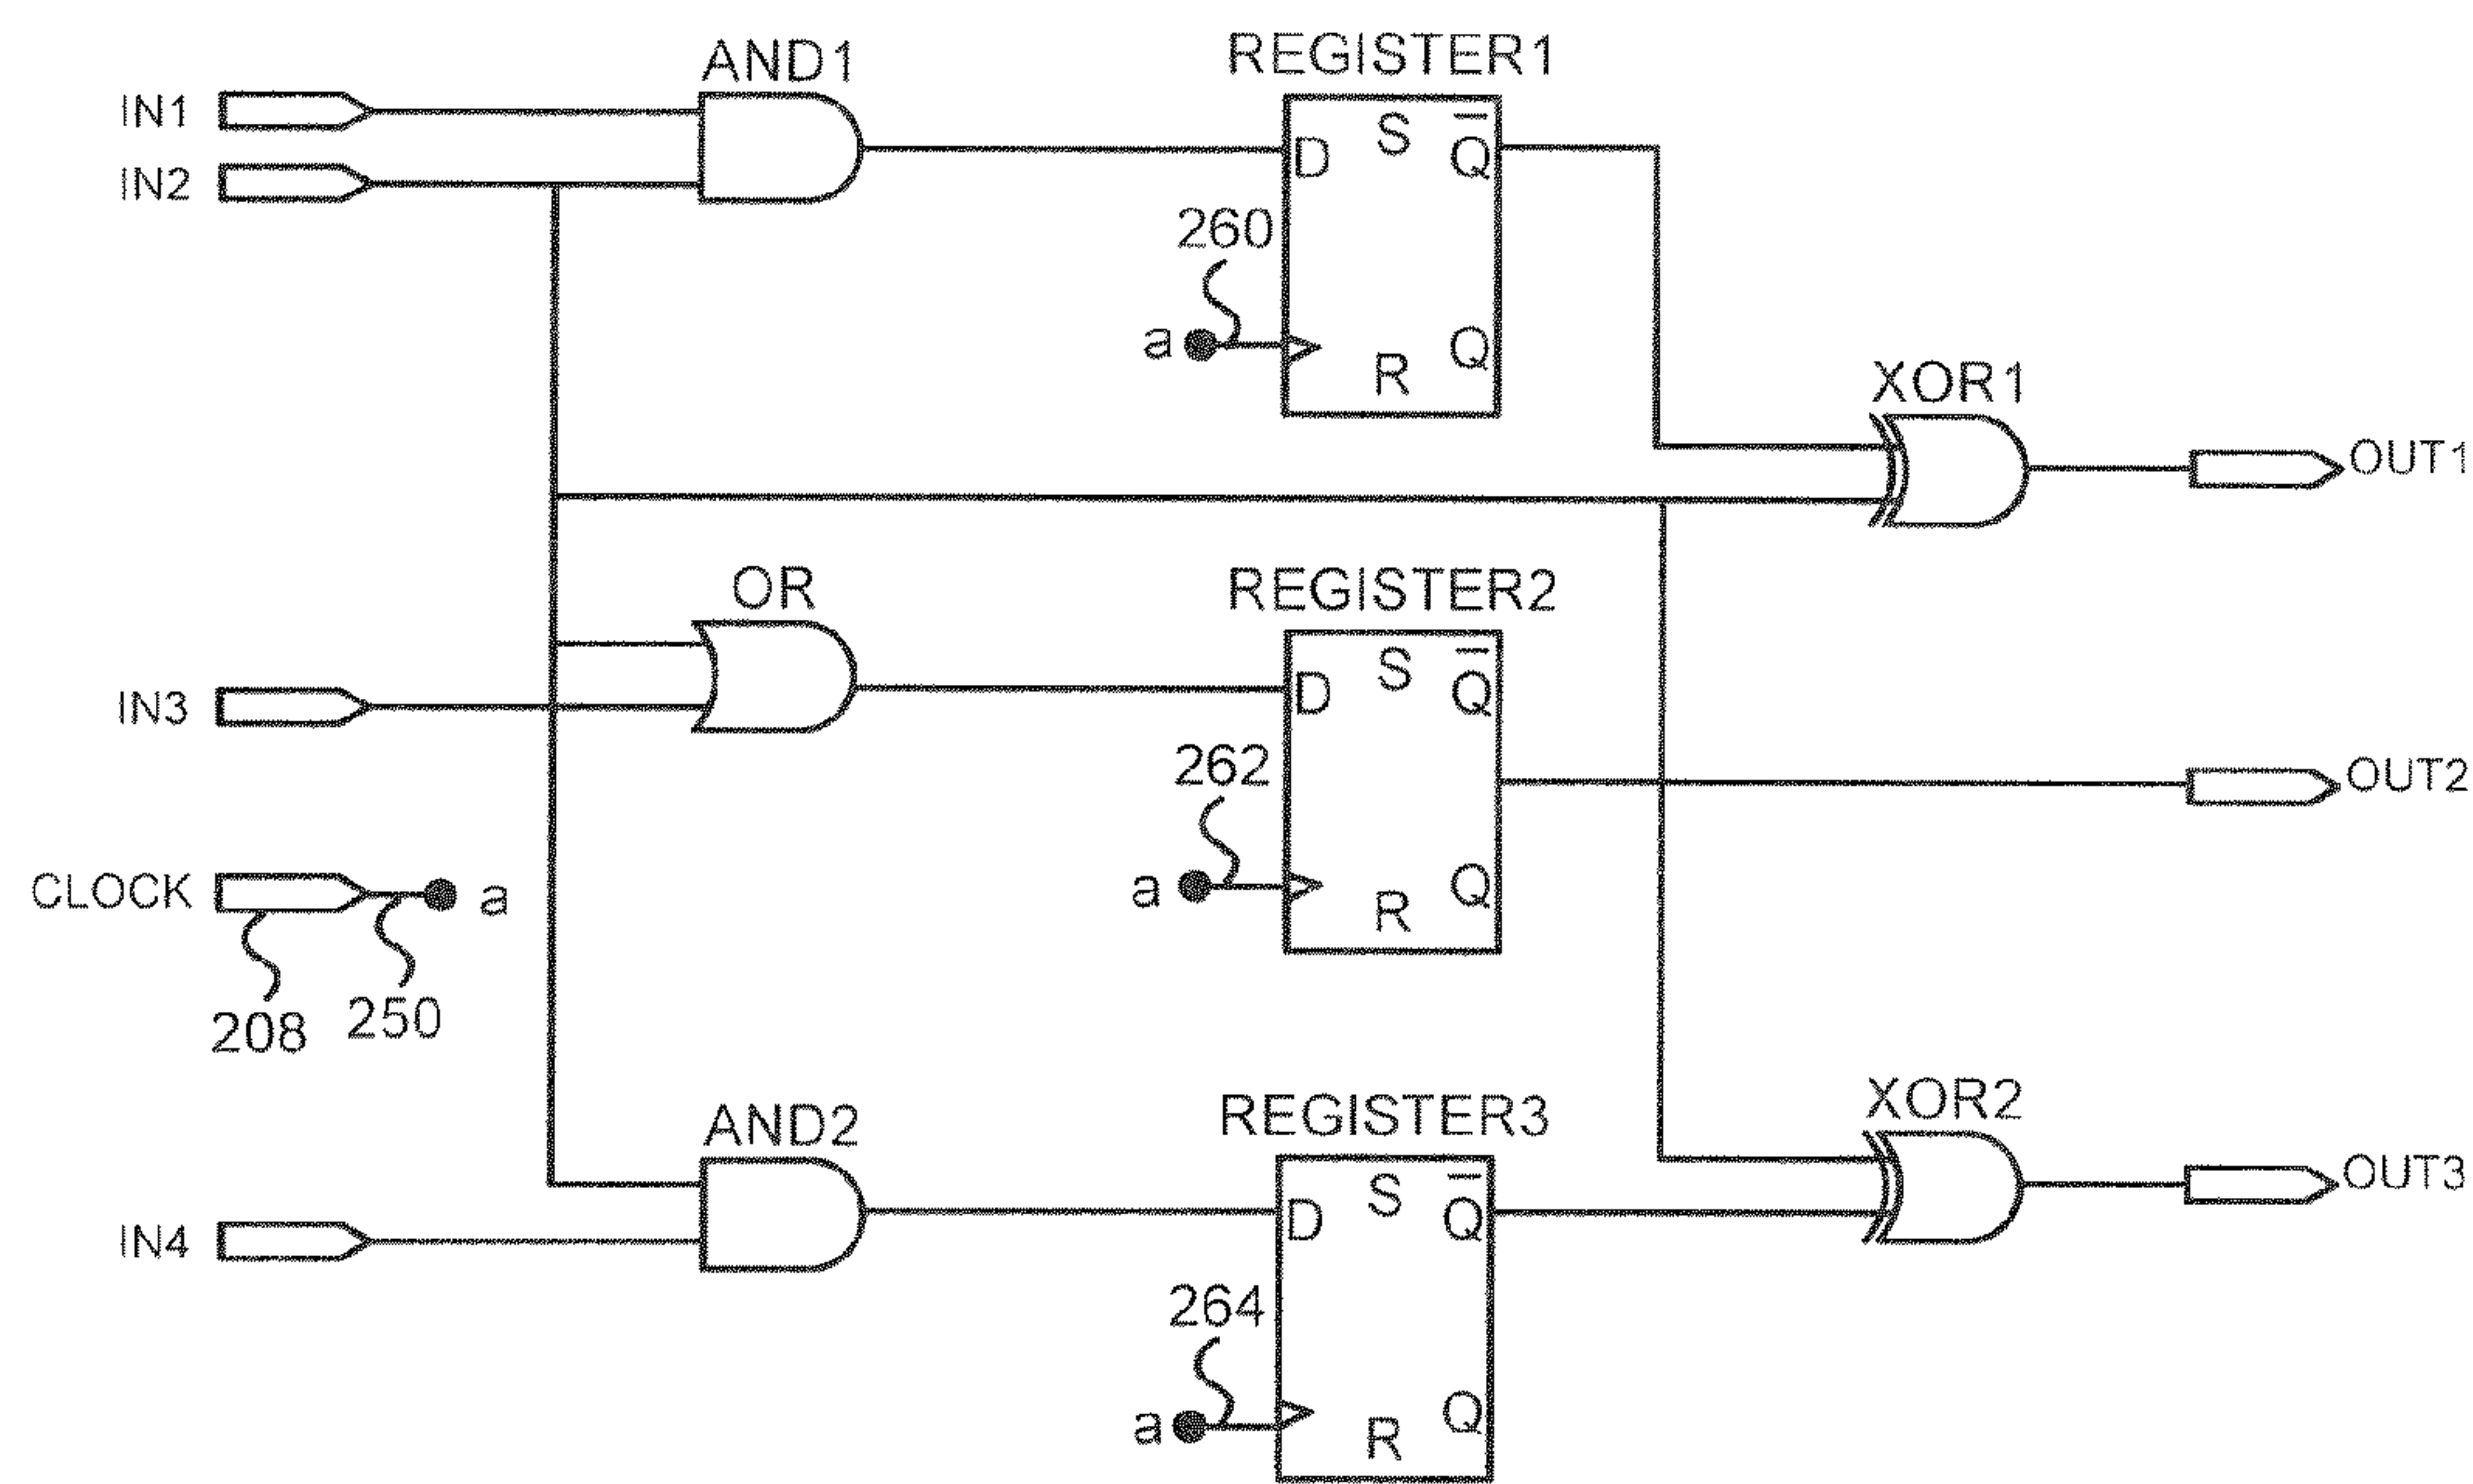 AND1
REGISTER1
IN1
IN2
D
S
Q
260
a
R
Q
XOR1
OUT1
OR
REGISTER2
IN3
D
S
Q
262
OUT2
CLOCK
a
a
R
Q
208
250
AND2
REGISTER3
XOR2
IN4
D
S
Q
OUT3
264
a
R
Q